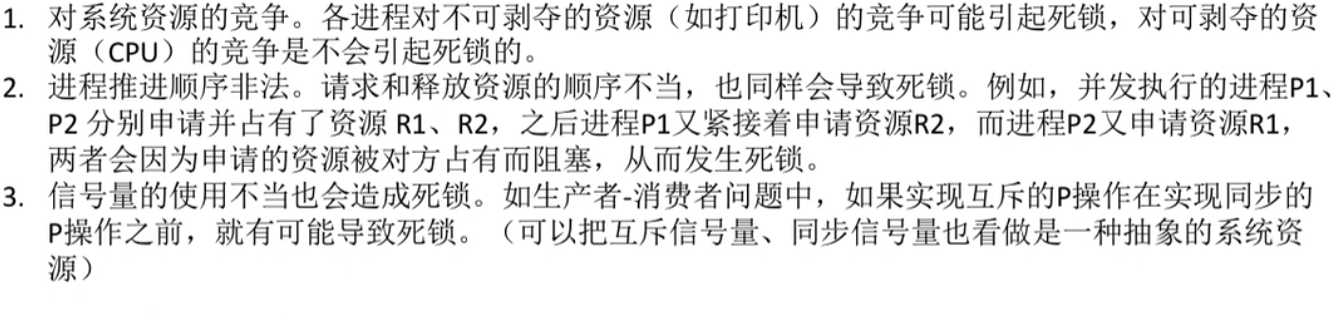 1. 对系统资源的竞争。各进程对不可剥夺的资源（如打印机）的竞争可能引起死锁，对可剥夺的资
源（CPU）的竞争是不会引起死锁的。
2. 进程推进顺序非法。请求和释放资源的顺序不当，也同样会导致死锁。例如，并发执行的进程P1、
P2 分别申请并占有了资源 R1、R2，之后进程P1又紧接着申请资源R2，而进程P2又申请资源R1，
两者会因为申请的资源被对方占有而阻塞，从而发生死锁。
3. 信号量的使用不当也会造成死锁。如生产者-消费者问题中，如果实现互斥的P操作在实现同步的
P操作之前，就有可能导致死锁。（可以把互斥信号量、同步信号量也看做是一种抽象的系统资
源）